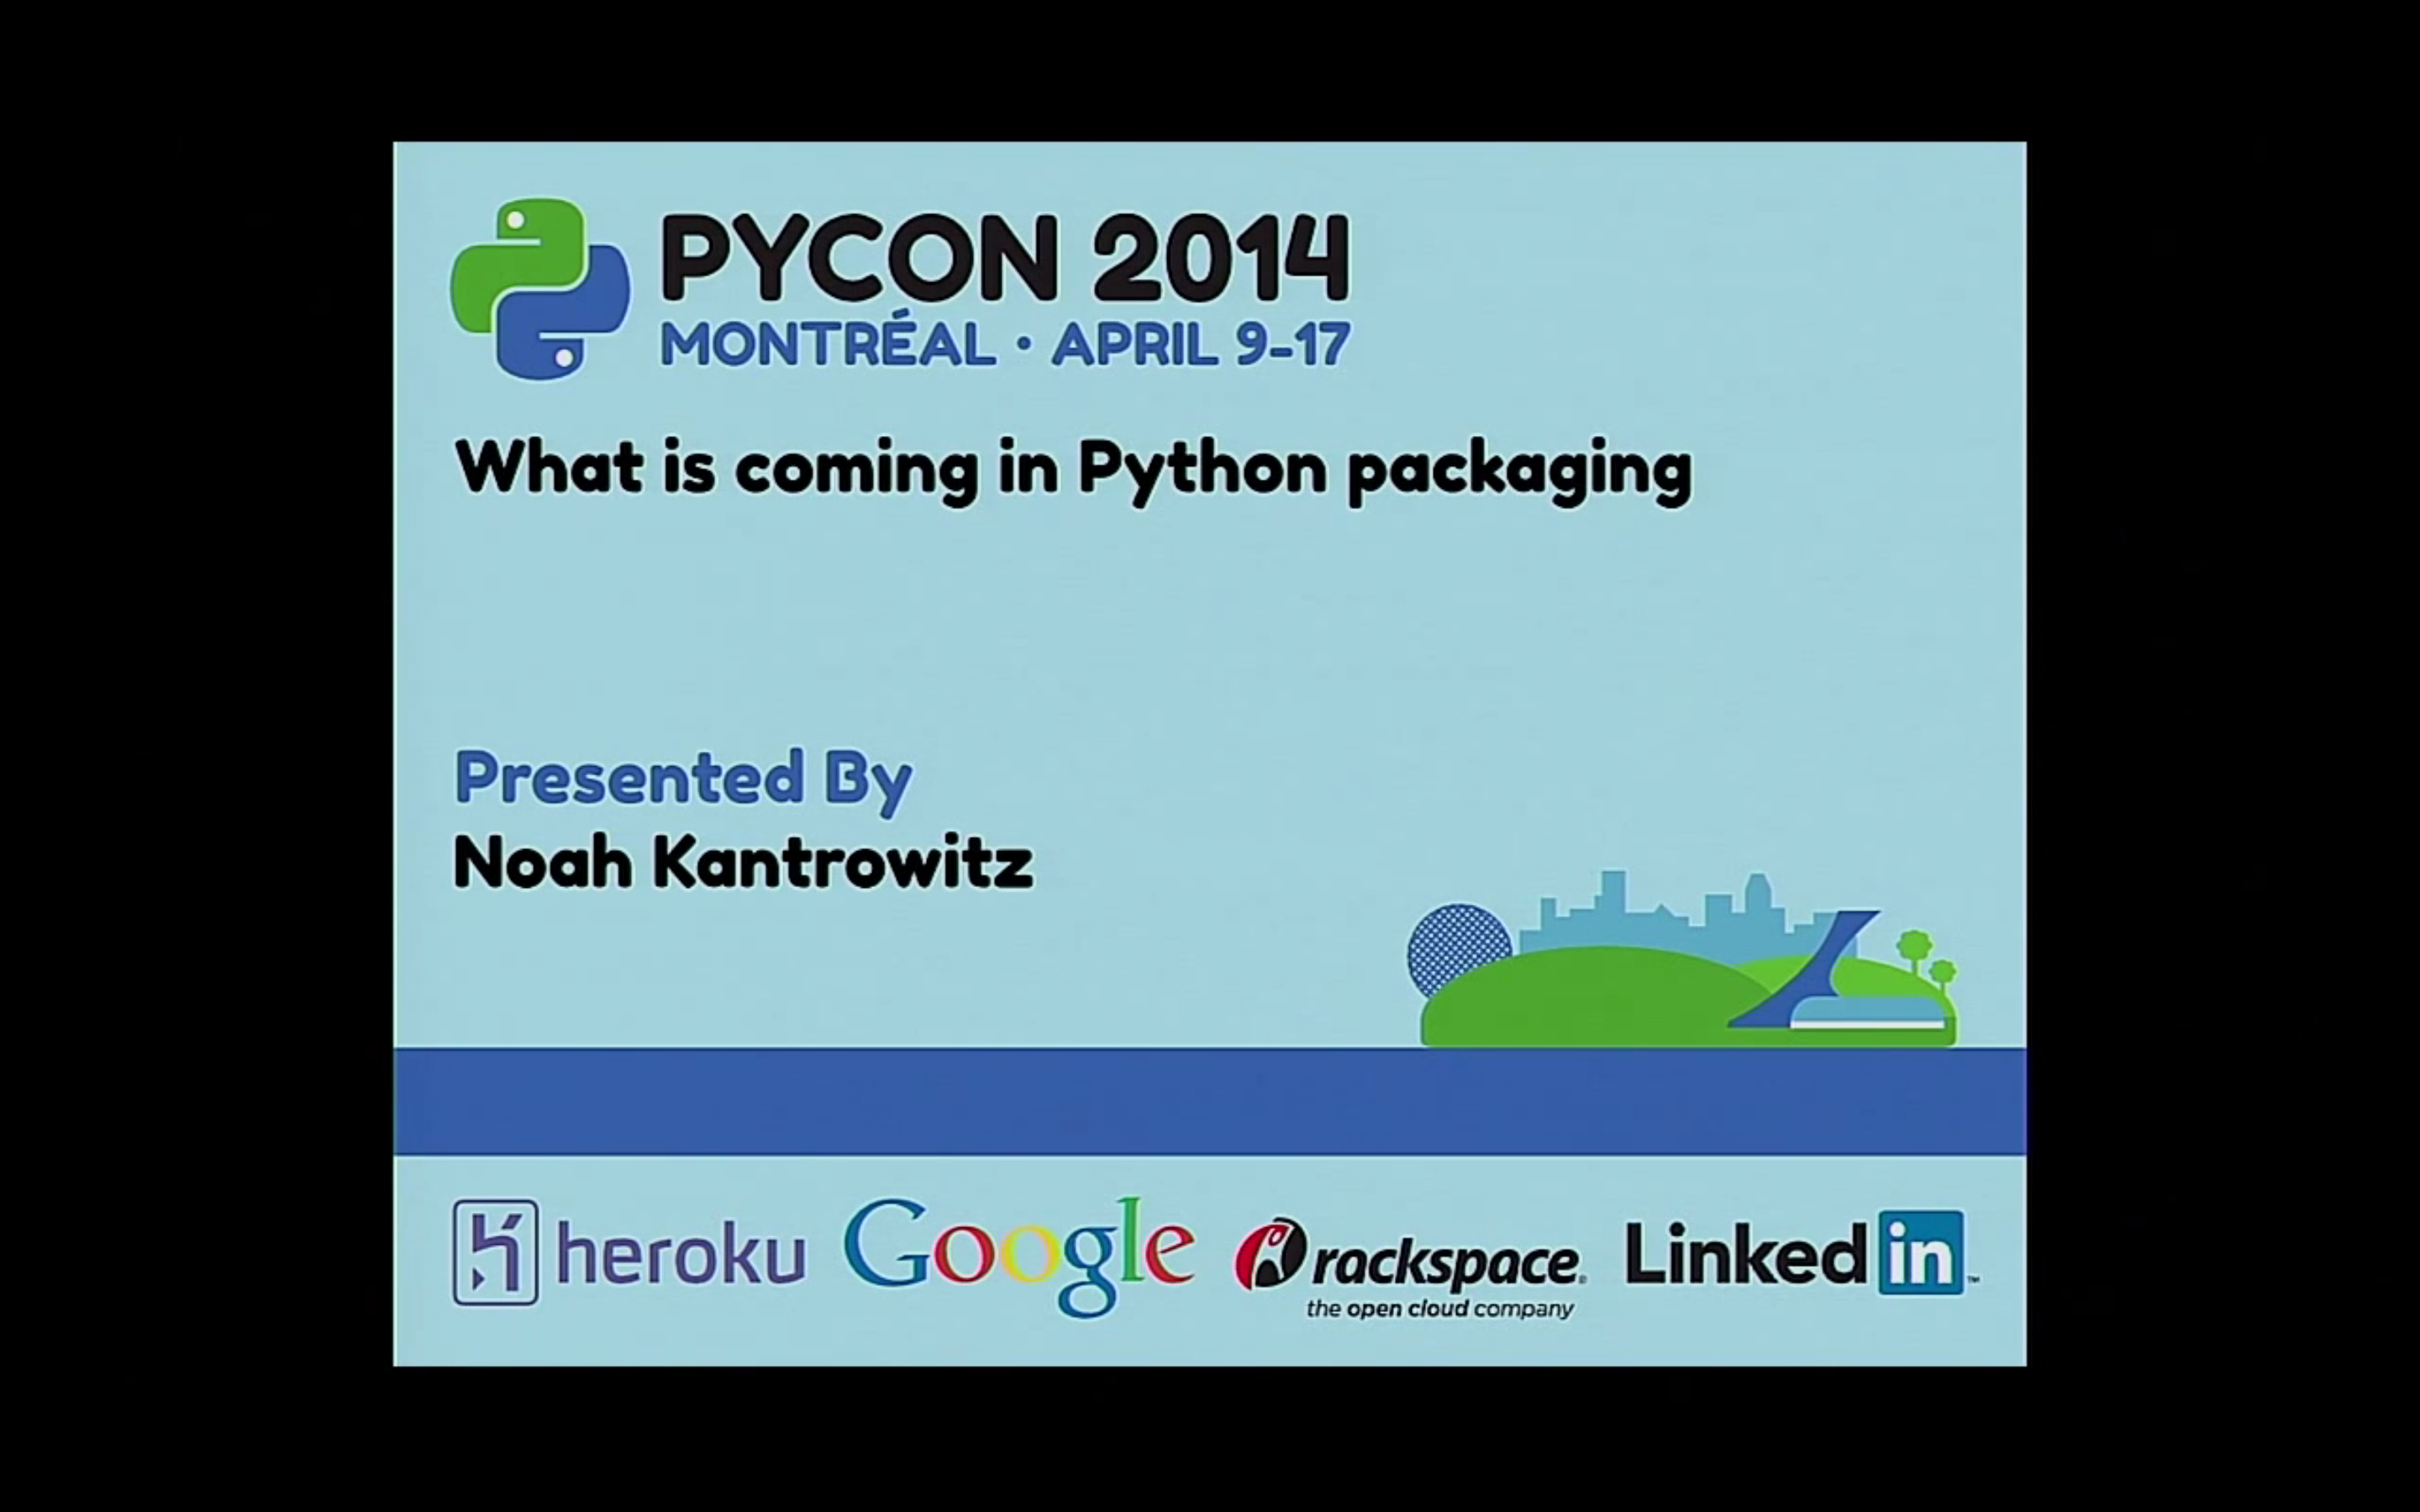 PYCON 2014
MONTRÉAL • APRIL 9-17
What is coming in Python packaging
Presented By
Noah Kantrowitz
heroku Google rackspace® LinkedIn™
the open cloud company